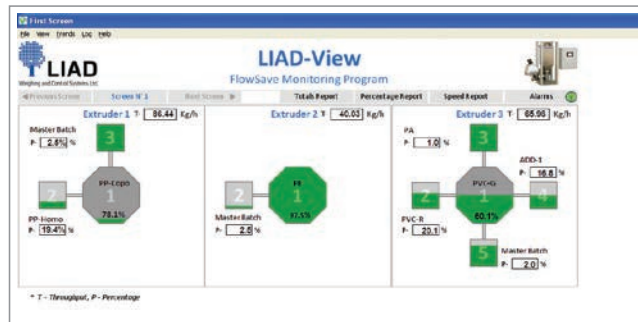 First Screen
File View Trends Log Help
LIAD
Weighing and Control Systems Ltd.
LIAD-View
FlowSave Monitoring Program
Previous Screen Screen Nº 1 Next Screen Totals Report Percentage Report Speed Report Alarms
Extruder 1 T- 86.44 Kg/h
Master Batch
P- 2.5% %
3
2
PP-Copo
1
78.1%
PP-Homo
P- 19.4% %
Extruder 2 T- 40.03 Kg/h
2
1
97.5%
Master Batch
P- 2.5 %
Extruder 3 T- 65.96 Kg/h
PA
P- 1.0 %
3
ADD-1
P- 16.8 %
2
PVC-G
1
60.1%
4
PVC-R
P- 20.1 %
5
Master Batch
P- 2.0 %
* T - Throughput, P - Percentage